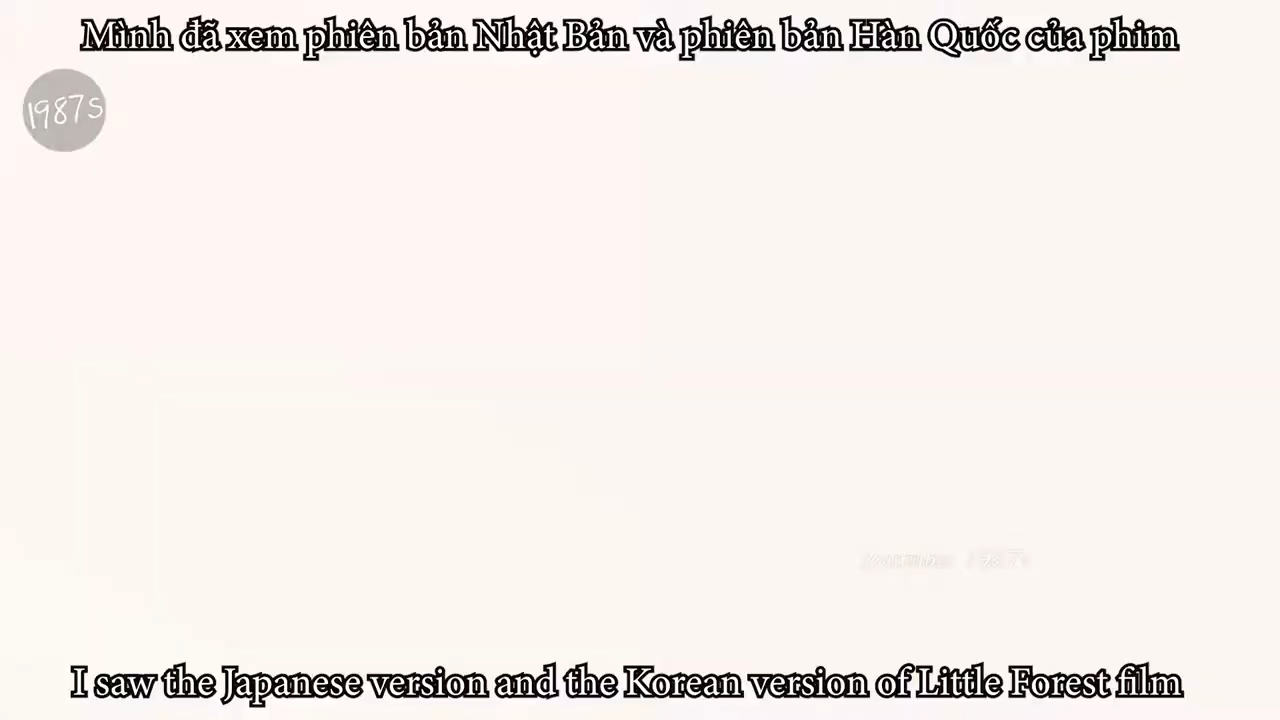 Mình đã xem phiên bản Nhật Bản và phiên bản Hàn Quốc của phim
1987s
I saw the Japanese version and the Korean version of Little Forest film